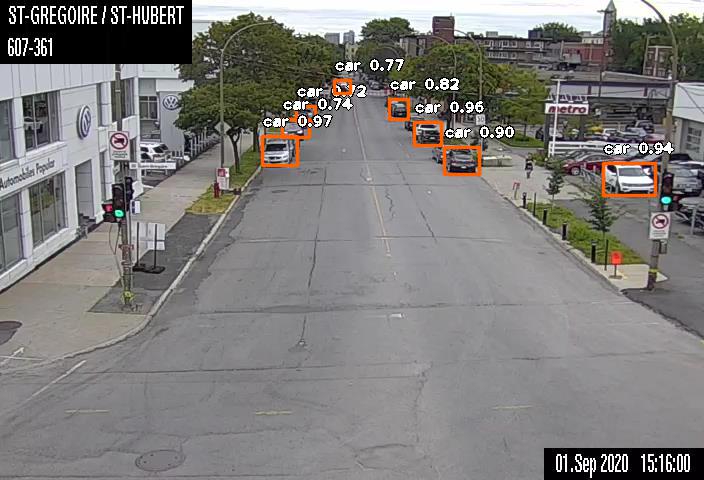 ST-GREGOIRE / ST-HUBERT
607-361
car 0.77
car 0.72
car 0.82
car 0.74
car 0.96
car 0.97
car 0.90
car 0.94
metro
Automobiles Popular
01.Sep 2020 15:16:00